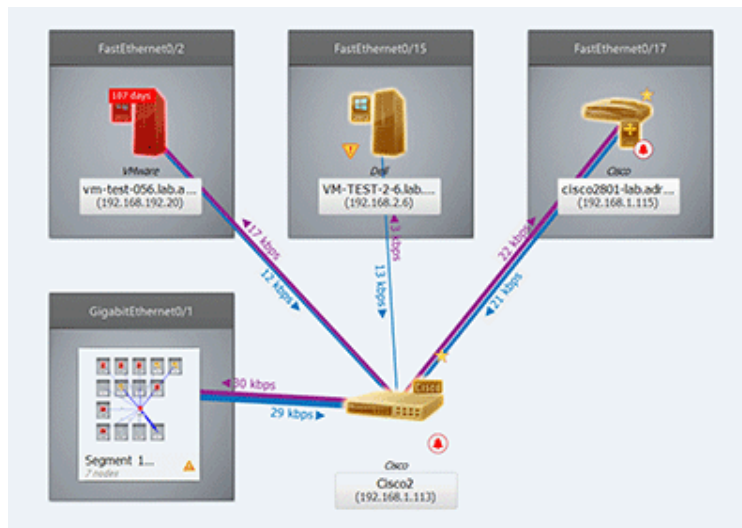 FastEthernet0/2
FastEthernet0/15
FastEthernet0/17
107 days
VMware
vm-test-056.lab.a...
(192.168.192.20)
Dell
VM-TEST-2-6.lab....
(192.168.2.6)
Cisco
cisco2801-lab.adr...
(192.168.1.115)
17 kbps
12 kbps
3 kbps
13 kbps
22 kbps
21 kbps
GigabitEthernet0/1
30 kbps
29 kbps
Segment 1...
7 nodes
CISCO
Cisco
Cisco2
(192.168.1.113)